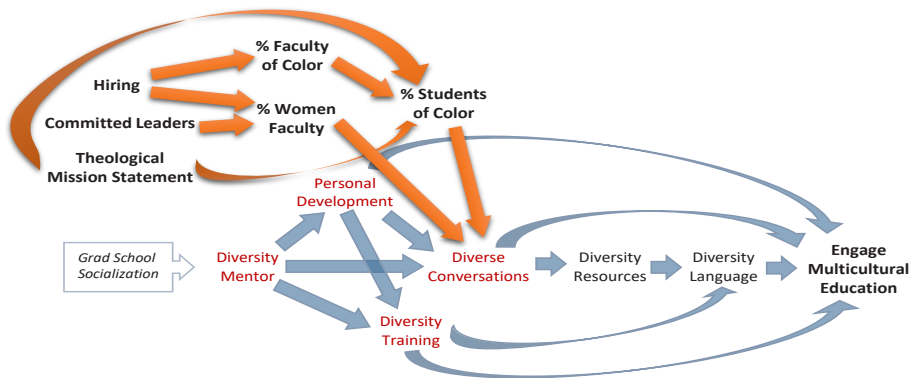 % Faculty
of Color
Hiring
% Students
of Color
% Women
Faculty
Committed Leaders
Theological
Mission Statement
Personal
Development
Grad School
Socialization
Diversity
Mentor
Diverse
Conversations
Diversity
Resources
Diversity
Language
Engage
Multicultural
Education
Diversity
Training